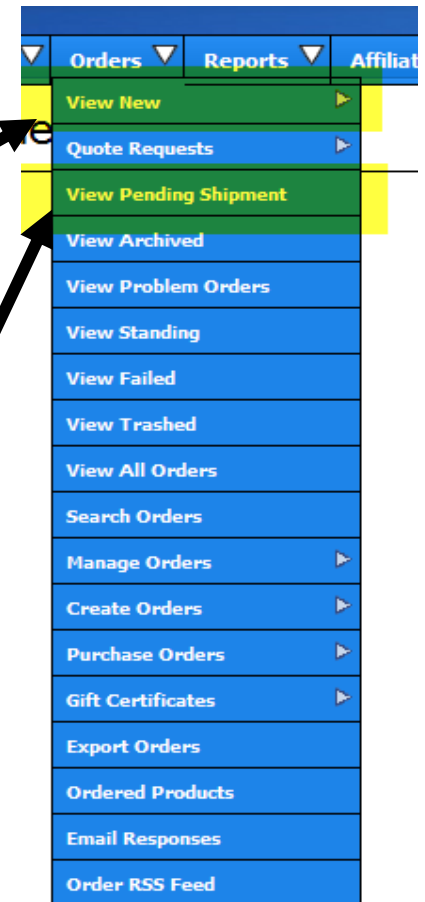 Orders Reports Affiliat
View New
e
Quote Requests
View Pending Shipment
View Archived
View Problem Orders
View Standing
View Failed
View Trashed
View All Orders
Search Orders
Manage Orders
Create Orders
Purchase Orders
Gift Certificates
Export Orders
Ordered Products
Email Responses
Order RSS Feed